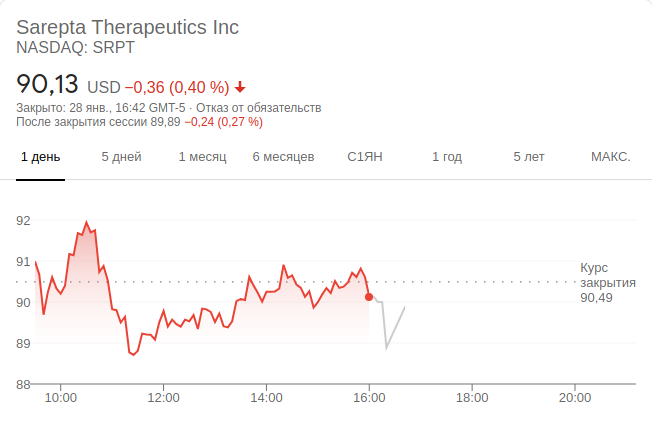 Sarepta Therapeutics Inc
NASDAQ: SRPT
90,13 USD −0,36 (0,40 %)
Закрыто: 28 янв., 16:42 GMT-5 · Отказ от обязательств
После закрытия сессии 89,89 −0,24 (0,27 %)
1 день 5 дней 1 месяц 6 месяцев С1ЯН 1 год 5 лет МАКС.
92
91
90
89
88
Курс
закрытия
90,49
10:00 12:00 14:00 16:00 18:00 20:00